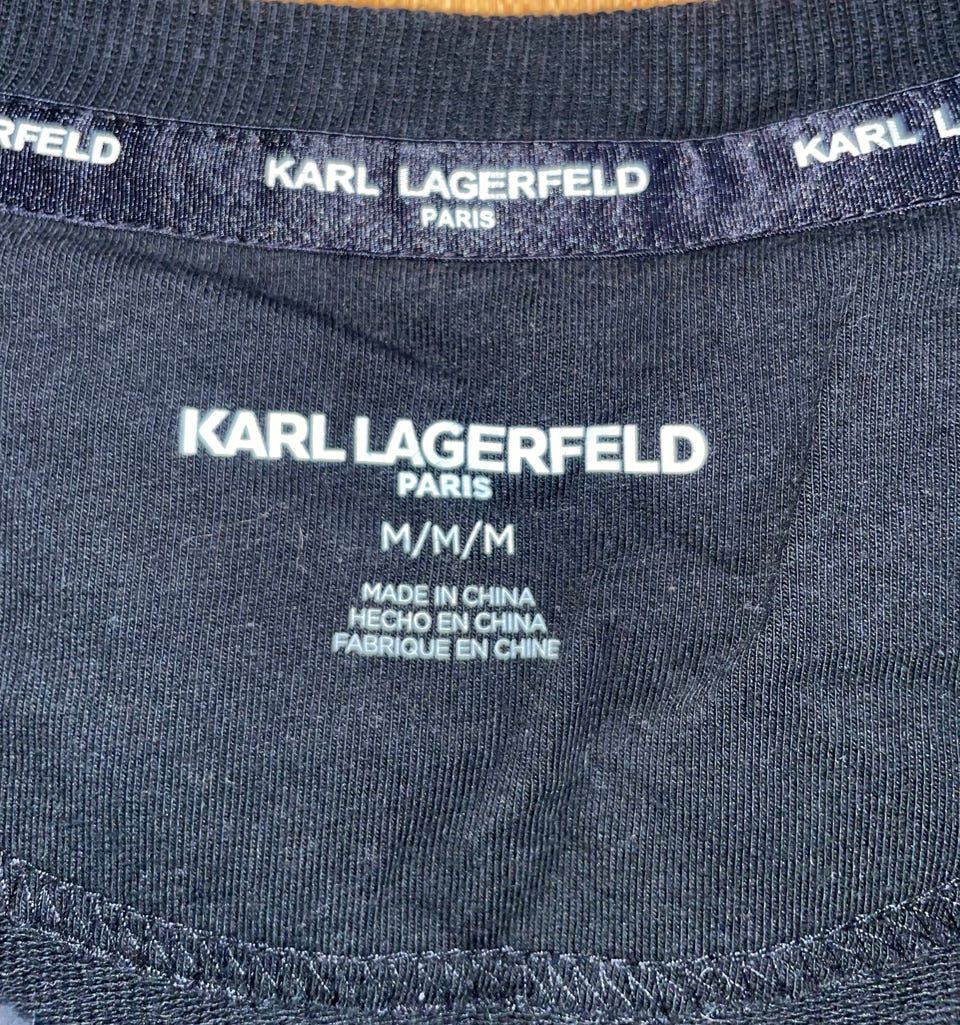 RFELD KARL LAGERFELD KARL L
PARIS
KARL LAGERFELD
PARIS
M/M/M
MADE IN CHINA
HECHO EN CHINA
FABRIQUE EN CHINE